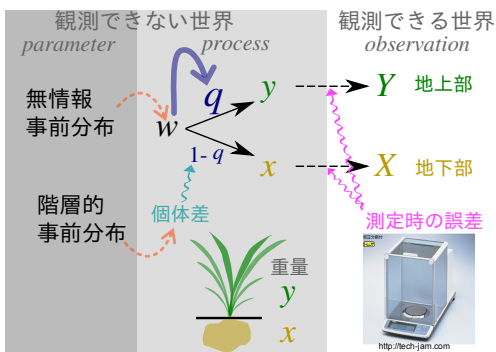 観測できない世界
観測できる世界
parameter
process
observation
無情報
事前分布
w
q
1- q
y
x
Y 地上部
X 地下部
階層的
事前分布
個体差
測定時の誤差
重量
y
x
http://tech-jam.com